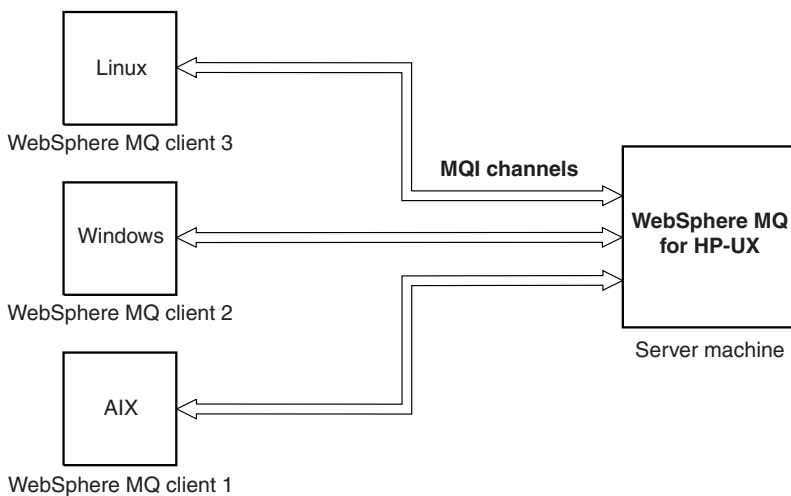 Linux
WebSphere MQ client 3
MQI channels
Windows
WebSphere MQ client 2
WebSphere MQ
for HP-UX
Server machine
AIX
WebSphere MQ client 1